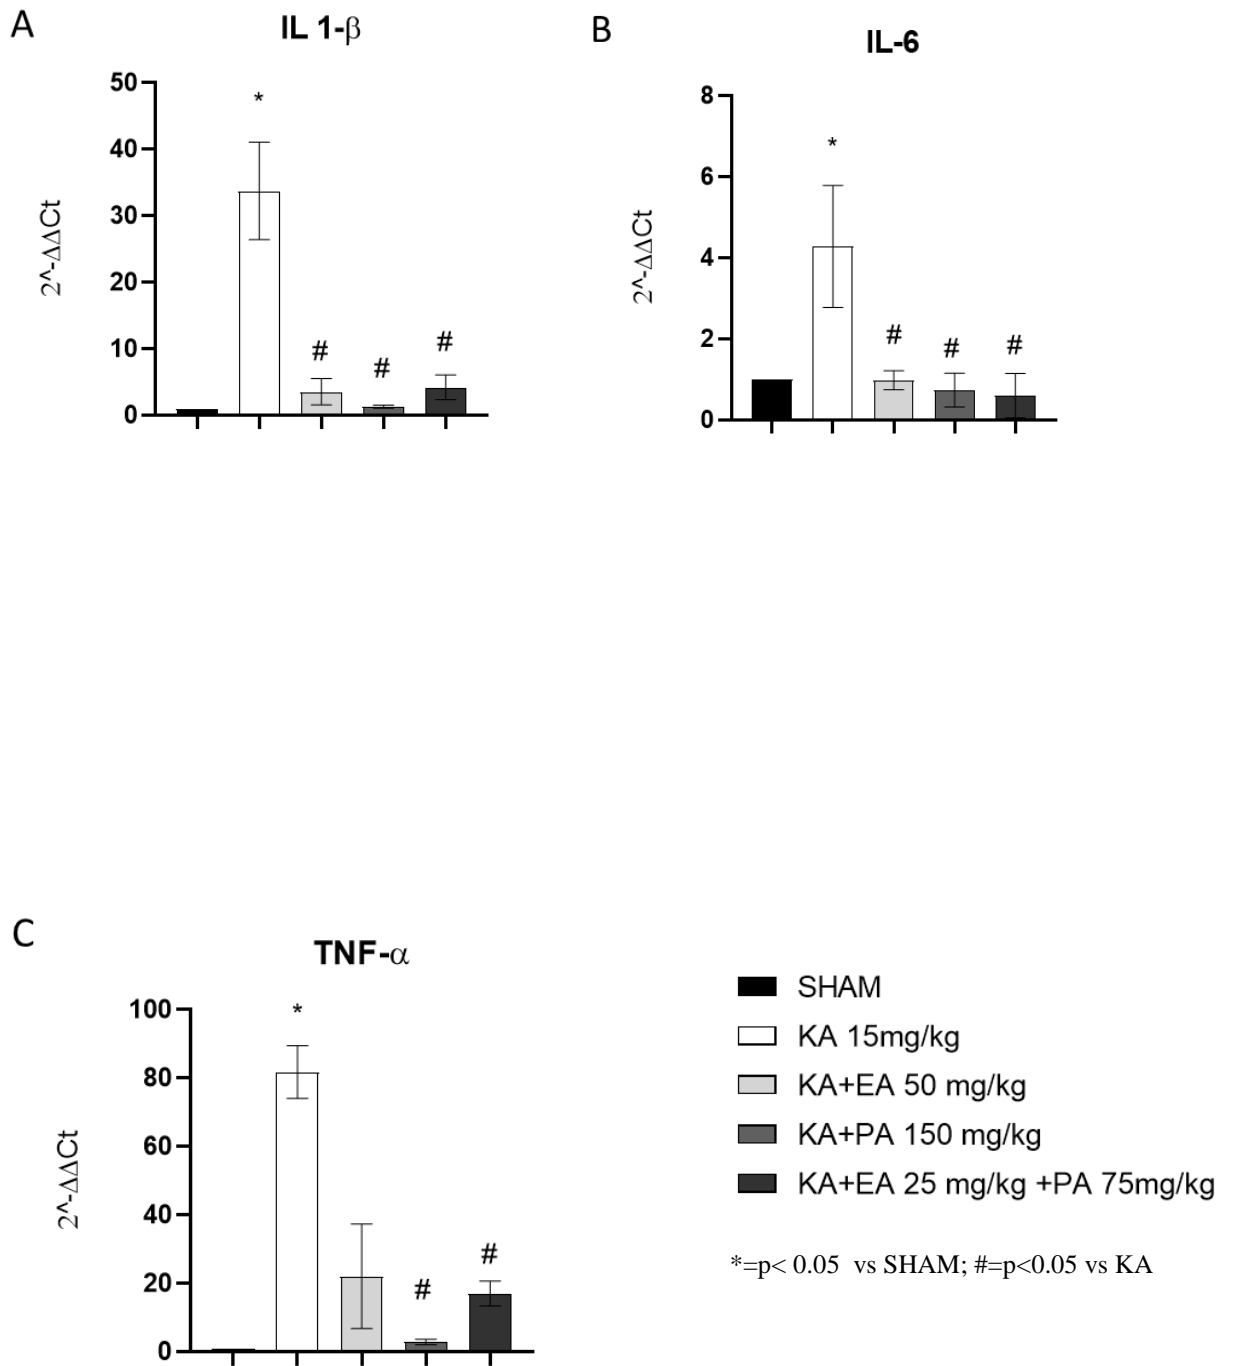 A
IL 1-β
2^-ΔΔCt
50
40
30
20
10
0
*
#
#
#
B
IL-6
2^-ΔΔCt
8
6
4
2
0
*
#
#
#
C
TNF-α
2^-ΔΔCt
100
80
60
40
20
0
*
#
#
SHAM
KA 15mg/kg
KA+EA 50 mg/kg
KA+PA 150 mg/kg
KA+EA 25 mg/kg +PA 75mg/kg
*=p< 0.05 vs SHAM; #=p<0.05 vs KA